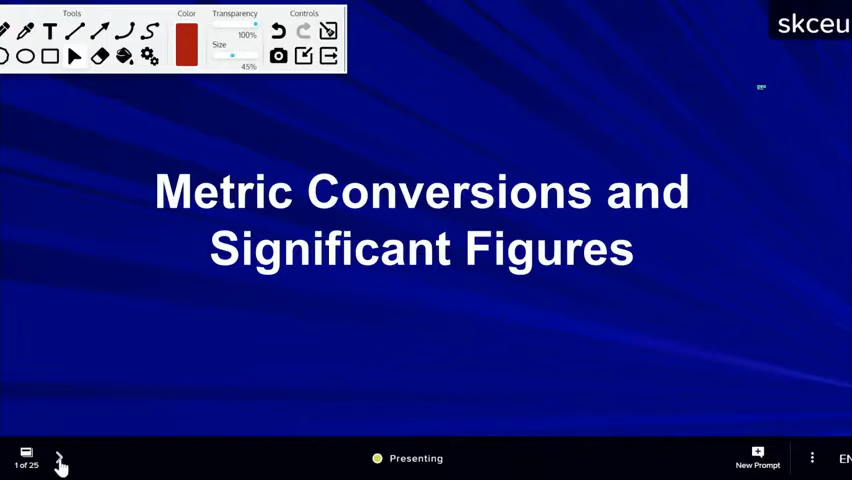 Tools
Color
Transparency
Controls
100%
Size
45%
skceu
Metric Conversions and
Significant Figures
1 of 25
Presenting
New Prompt
EN